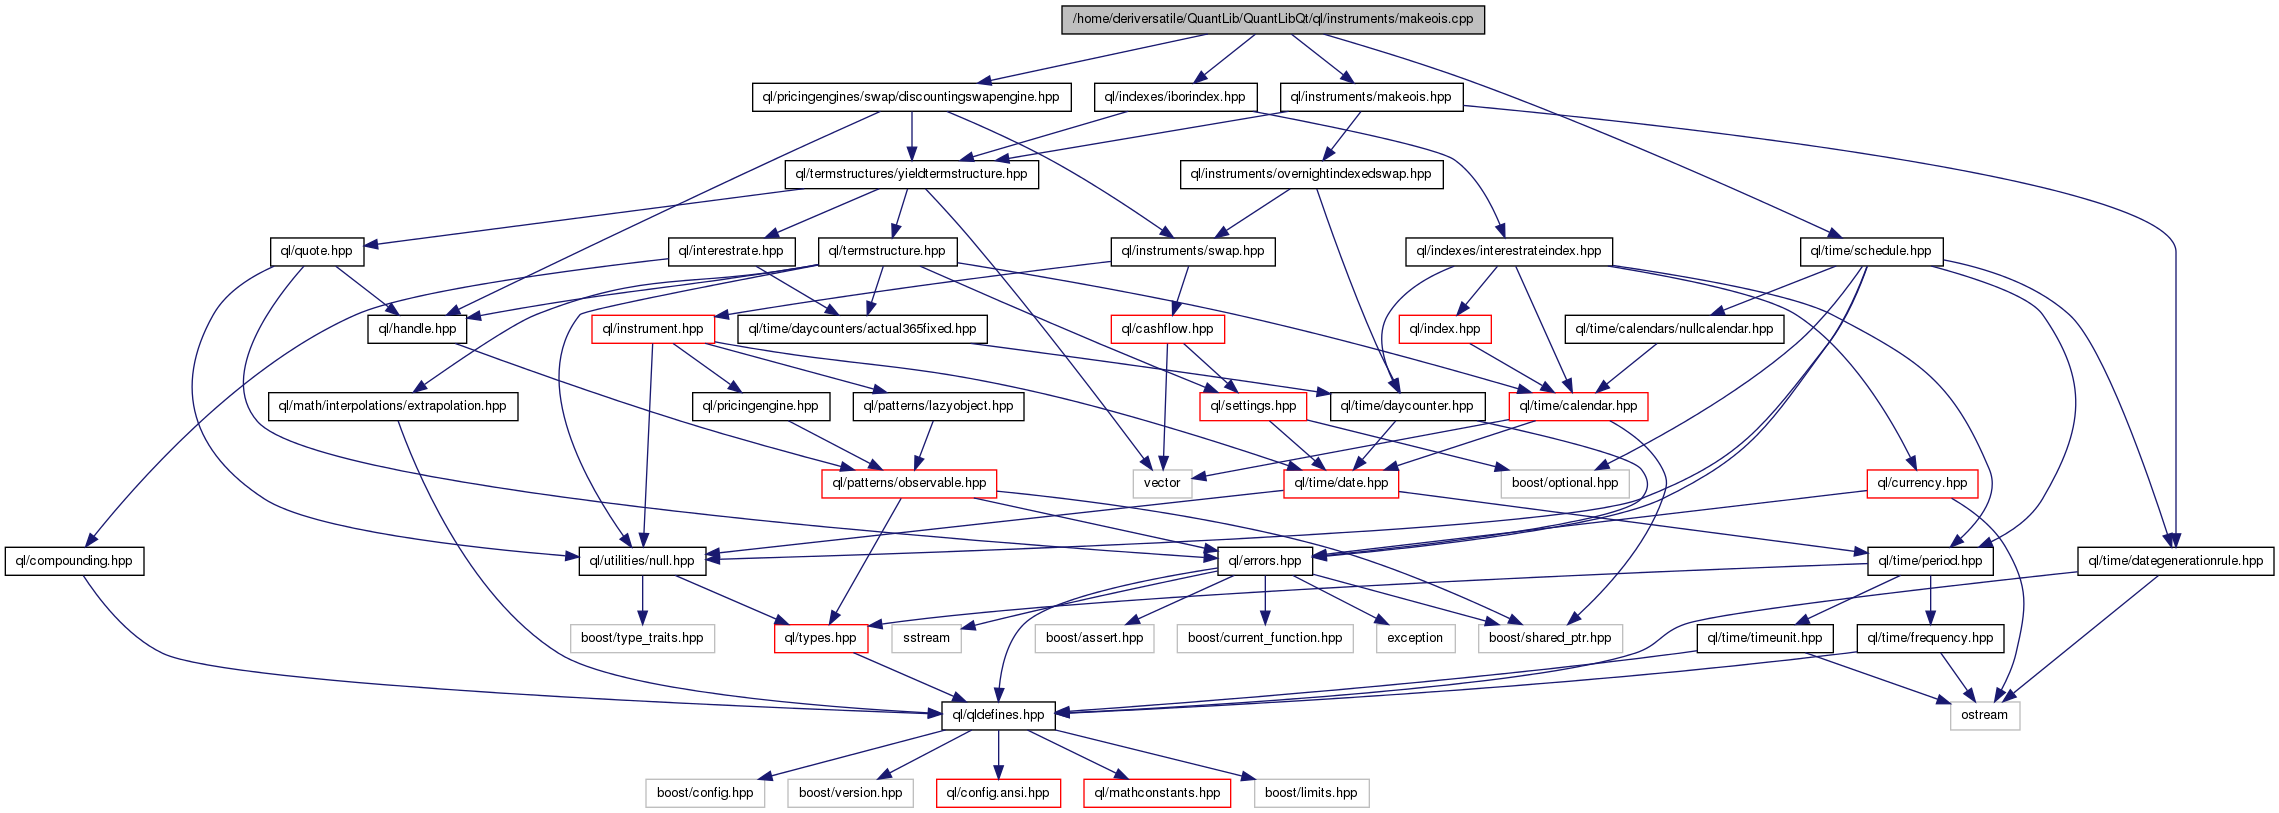 /home/deriversatile/QuantLib/QuantLibQt/ql/instruments/makeois.cpp
ql/pricingengines/swap/discountingswapengine.hpp
ql/indexes/iborindex.hpp
ql/instruments/makeois.hpp
ql/termstructures/yieldtermstructure.hpp
ql/instruments/overnightindexedswap.hpp
ql/quote.hpp
ql/interestrate.hpp
ql/termstructure.hpp
ql/instruments/swap.hpp
ql/indexes/interestrateindex.hpp
ql/time/schedule.hpp
ql/handle.hpp
ql/instrument.hpp
ql/time/daycounters/actual365fixed.hpp
ql/cashflow.hpp
ql/index.hpp
ql/time/calendars/nullcalendar.hpp
ql/math/interpolations/extrapolation.hpp
ql/pricingengine.hpp
ql/patterns/lazyobject.hpp
ql/settings.hpp
ql/time/daycounter.hpp
ql/time/calendar.hpp
ql/patterns/observable.hpp
vector
ql/time/date.hpp
boost/optional.hpp
ql/currency.hpp
ql/compounding.hpp
ql/utilities/null.hpp
ql/errors.hpp
ql/time/period.hpp
ql/time/dategenerationrule.hpp
boost/type_traits.hpp
ql/types.hpp
sstream
boost/assert.hpp
boost/current_function.hpp
exception
boost/shared_ptr.hpp
ql/time/timeunit.hpp
ql/time/frequency.hpp
ql/qldefines.hpp
ostream
boost/config.hpp
boost/version.hpp
ql/config.ansi.hpp
ql/mathconstants.hpp
boost/limits.hpp